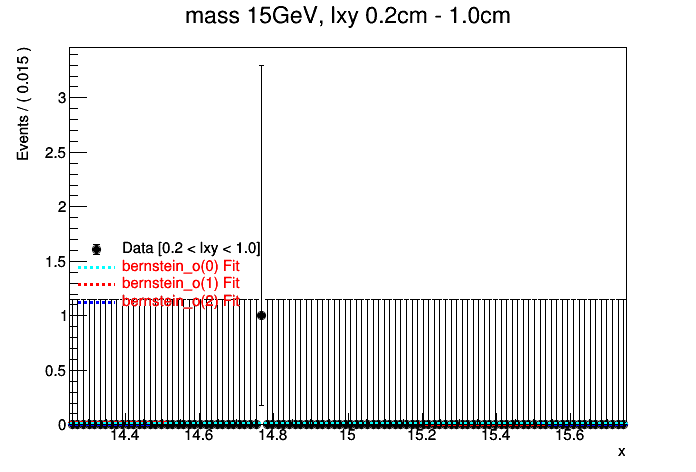 mass 15GeV, lxy 0.2cm - 1.0cm
Events / ( 0.015 )
3
2.5
2
1.5
1
0.5
0
Data [0.2 < lxy < 1.0]
bernstein_o(0) Fit
bernstein_o(1) Fit
bernstein_o(2) Fit
14.4 14.6 14.8 15 15.2 15.4 15.6
x